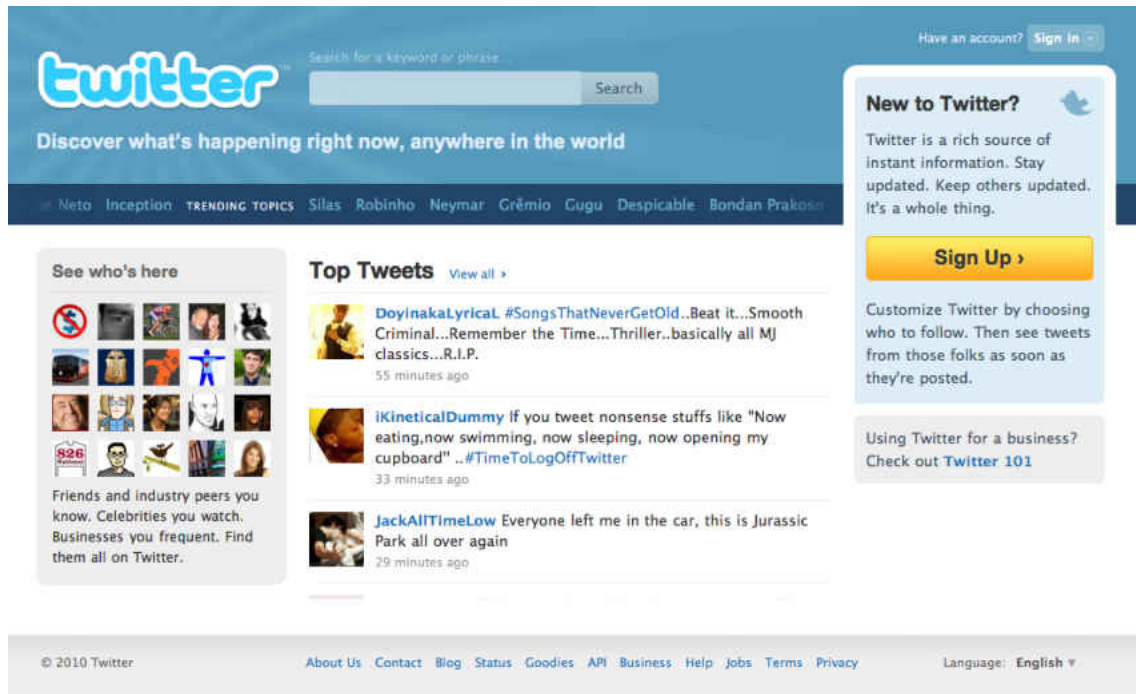 Have an account? Sign in
twitter™
Search for a keyword or phrase...
Search
Discover what's happening right now, anywhere in the world
Neto Inception TRENDING TOPICS Silas Robinho Neymar Grêmio Gugu Despicable Bondan Prakoso
New to Twitter?
Twitter is a rich source of
instant information. Stay
updated. Keep others updated.
It's a whole thing.
Sign Up ›
Customize Twitter by choosing
who to follow. Then see tweets
from those folks as soon as
they're posted.
Using Twitter for a business?
Check out Twitter 101
See who's here
826
National
Friends and industry peers you
know. Celebrities you watch.
Businesses you frequent. Find
them all on Twitter.
Top Tweets View all ›
DoyinakaLyricaL #SongsThatNeverGetOld..Beat it...Smooth
Criminal...Remember the Time...Thriller..basically all MJ
classics...R.I.P.
55 minutes ago
iKineticalDummy If you tweet nonsense stuffs like "Now
eating,now swimming, now sleeping, now opening my
cupboard" ..#TimeToLogOffTwitter
33 minutes ago
JackAllTimeLow Everyone left me in the car, this is Jurassic
Park all over again
29 minutes ago
© 2010 Twitter
About Us Contact Blog Status Goodies API Business Help Jobs Terms Privacy
Language: English